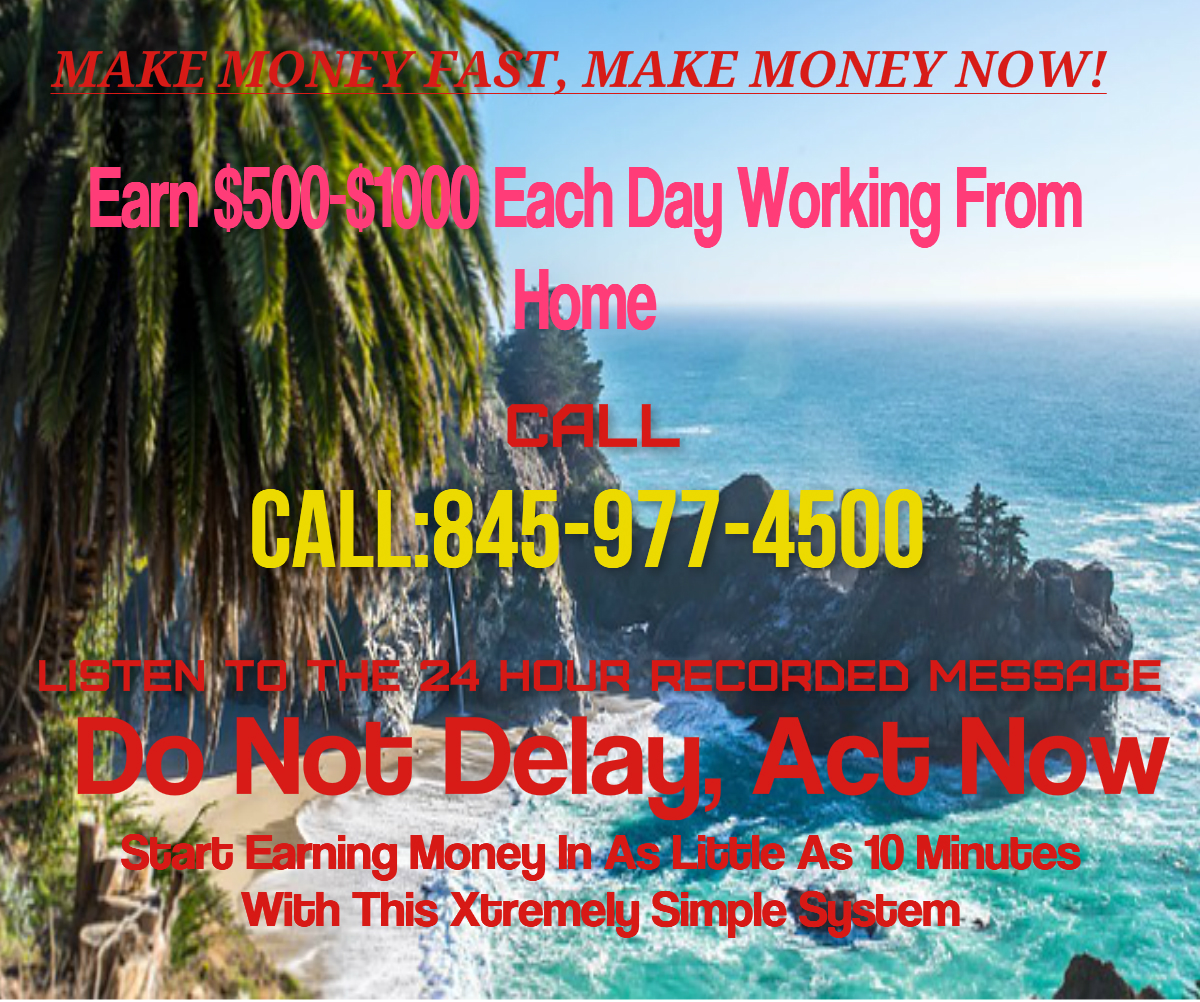 MAKE MONEY FAST, MAKE MONEY NOW!
Earn $500-$1000 Each Day Working From
Home
CALL
CALL:845-977-4500
LISTEN TO THE 24 HOUR RECORDED MESSAGE
Do Not Delay, Act Now
Start Earning Money In As Little As 10 Minutes
With This Xtremely Simple System